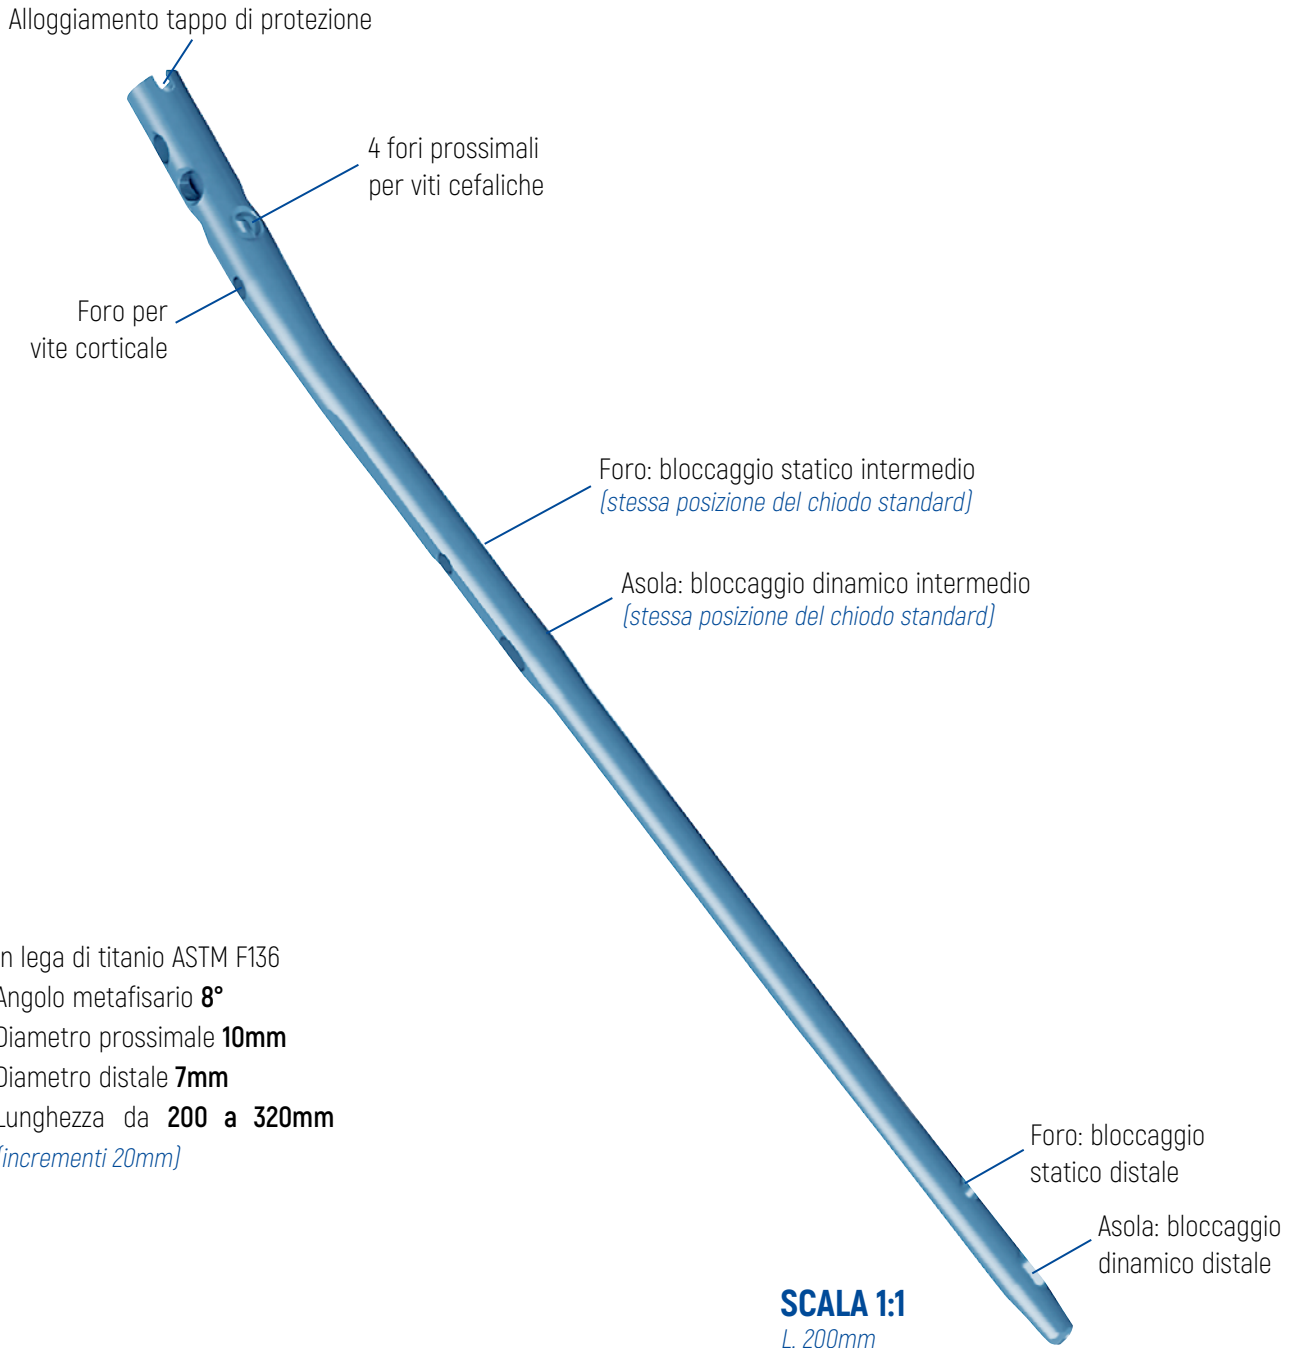 Alloggiamento tappo di protezione
4 fori prossimali
per viti cefaliche
Foro per
vite corticale
Foro: bloccaggio statico intermedio
(stessa posizione del chiodo standard)
Asola: bloccaggio dinamico intermedio
(stessa posizione del chiodo standard)
In lega di titanio ASTM F136
Angolo metafisario 8°
Diametro prossimale 10mm
Diametro distale 7mm
Lunghezza da 200 a 320mm
(incrementi 20mm)
Foro: bloccaggio
statico distale
Asola: bloccaggio
dinamico distale
SCALA 1:1
L. 200mm